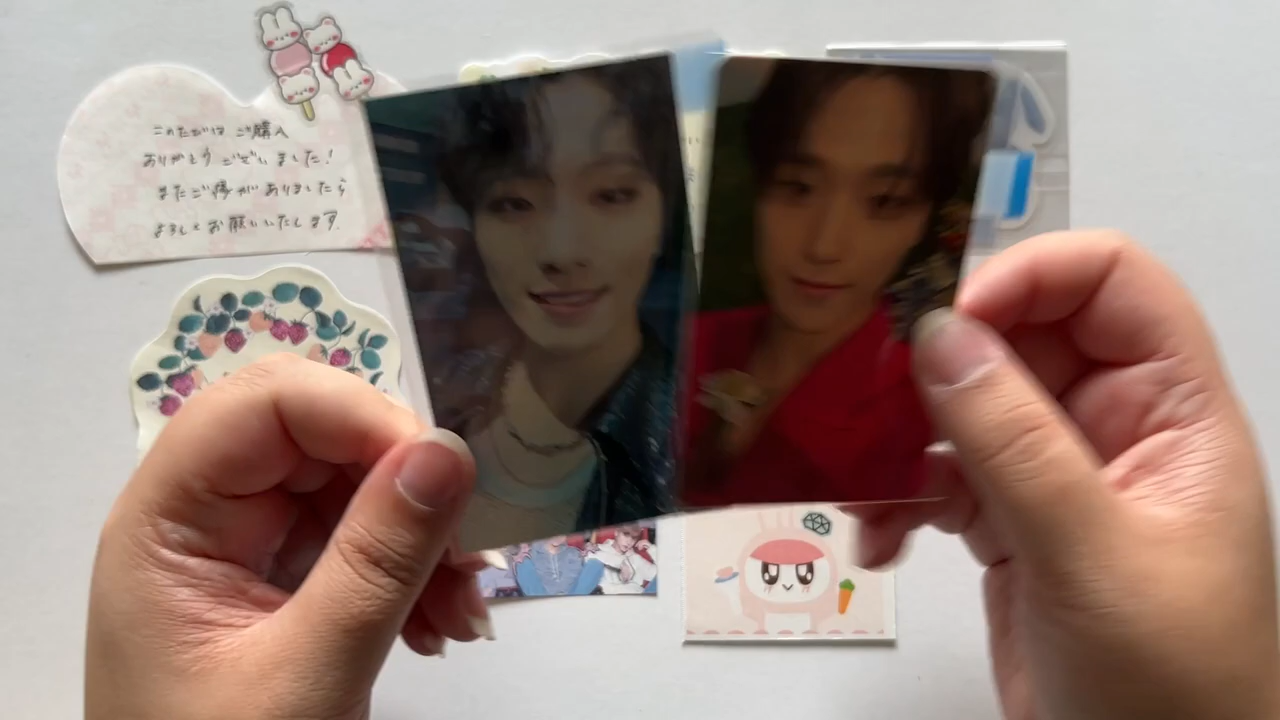 このたびは ご購入
ありがとう ございました!
またご縁が ありましたら
よろしく お願いいたします。